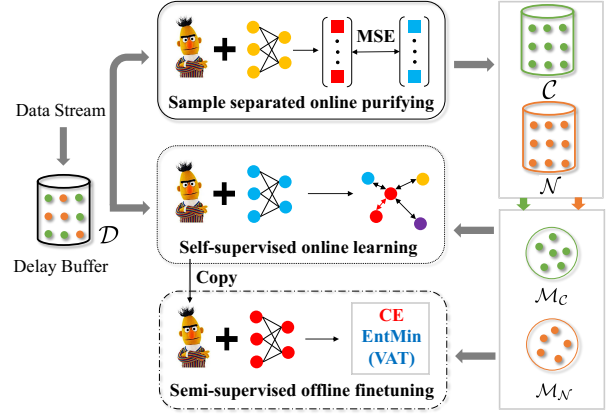 MSE
Sample separated online purifying
Data Stream
𝒞
𝒩
𝒟
Delay Buffer
Self-supervised online learning
Copy
ℳ𝒞
CE
EntMin
(VAT)
ℳ𝒩
Semi-supervised offline finetuning